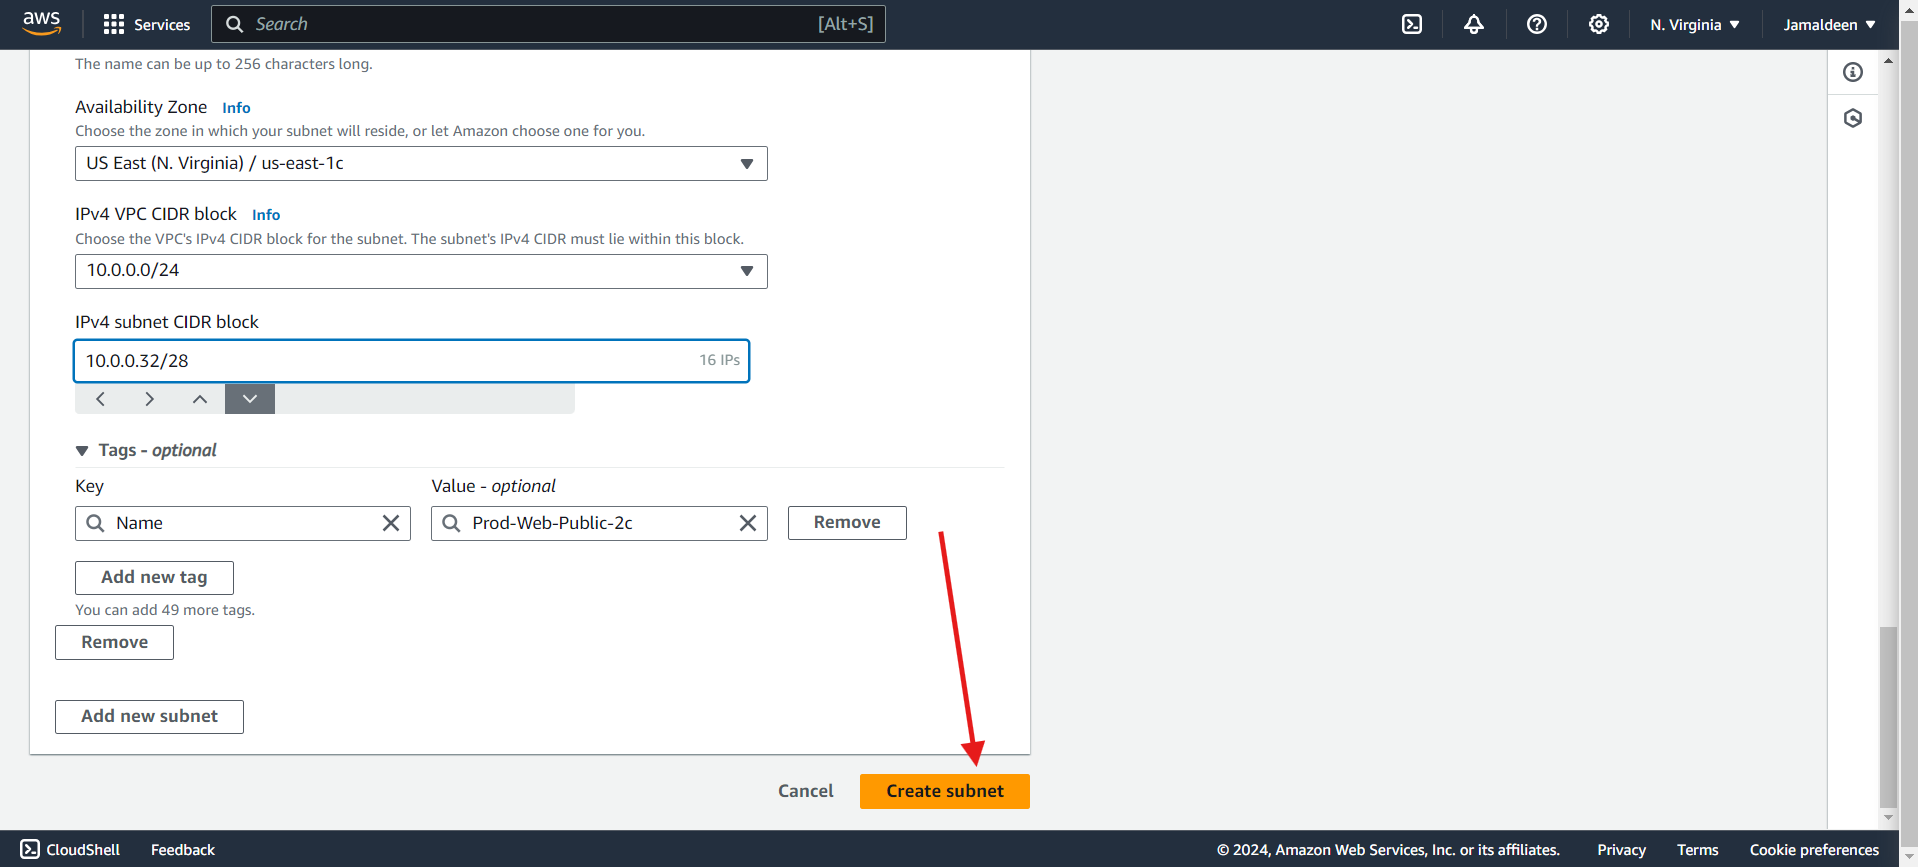 aws Services Search [Alt+S] N. Virginia Jamaldeen
The name can be up to 256 characters long.
Availability Zone Info
Choose the zone in which your subnet will reside, or let Amazon choose one for you.
US East (N. Virginia) / us-east-1c
IPv4 VPC CIDR block Info
Choose the VPC's IPv4 CIDR block for the subnet. The subnet's IPv4 CIDR must lie within this block.
10.0.0.0/24
IPv4 subnet CIDR block
10.0.0.32/28 16 IPs
Tags - optional
Key Value - optional
Name Prod-Web-Public-2c Remove
Add new tag
You can add 49 more tags.
Remove
Add new subnet
Cancel Create subnet
CloudShell Feedback © 2024, Amazon Web Services, Inc. or its affiliates. Privacy Terms Cookie preferences